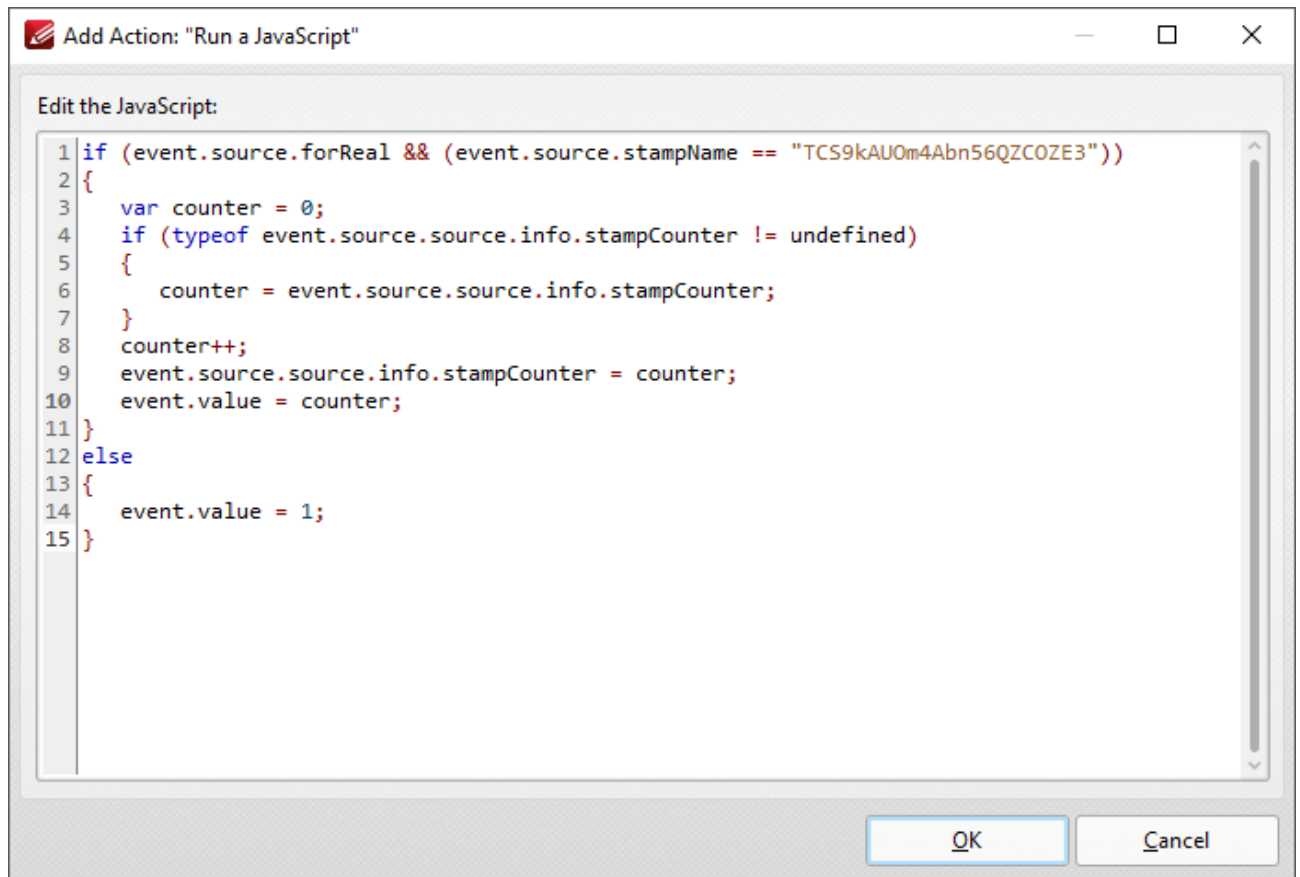 Add Action: "Run a JavaScript"
Edit the JavaScript:
1 if (event.source.forReal && (event.source.stampName == "TCS9kAUOm4Abn56QZCOZE3"))
2 {
3    var counter = 0;
4    if (typeof event.source.source.info.stampCounter != undefined)
5    {
6       counter = event.source.source.info.stampCounter;
7    }
8    counter++;
9    event.source.source.info.stampCounter = counter;
10    event.value = counter;
11 }
12 else
13 {
14    event.value = 1;
15 }
OK Cancel